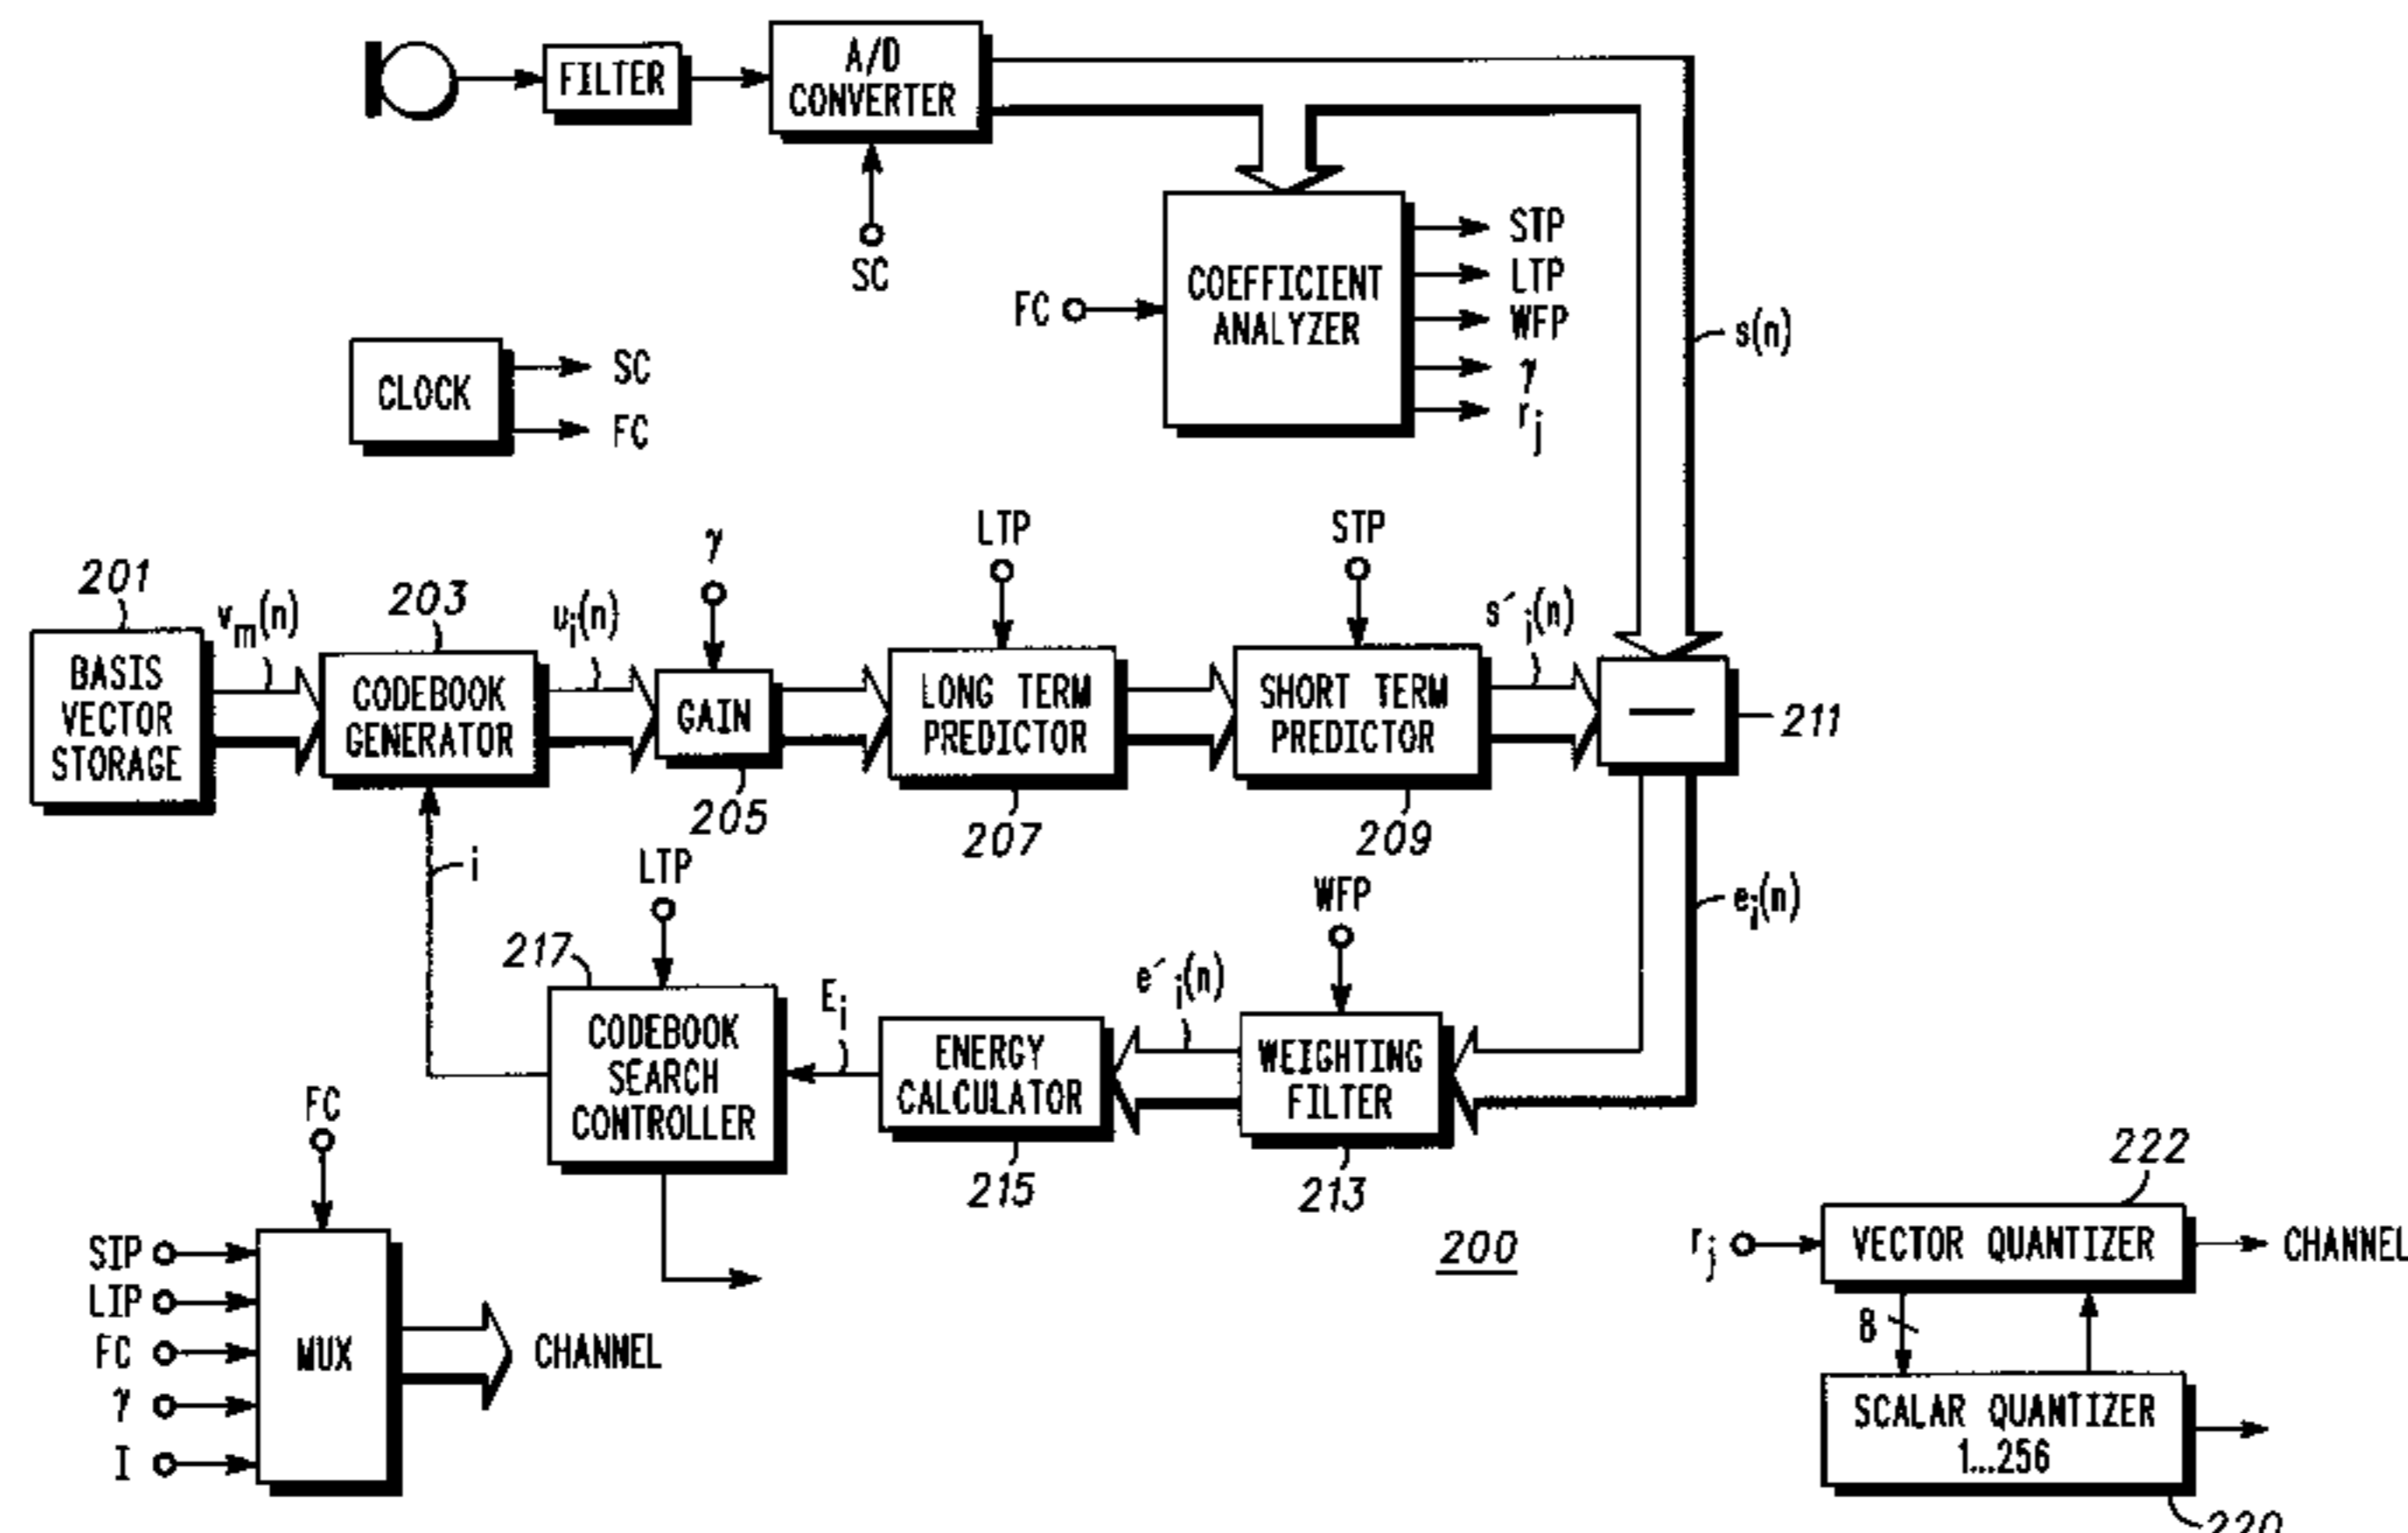 FILTER
A/D
CONVERTER
SC
FC
COEFFICIENT
ANALYZER
STP
LTP
WFP
γ
rj
s(n)
CLOCK
SC
FC
201
BASIS
VECTOR
STORAGE
vm(n)
203
CODEBOOK
GENERATOR
ui(n)
γ
GAIN
205
LTP
LONG TERM
PREDICTOR
207
STP
SHORT TERM
PREDICTOR
209
s´i(n)
211
i
LTP
217
CODEBOOK
SEARCH
CONTROLLER
Ei
ENERGY
CALCULATOR
215
e´i(n)
WFP
WEIGHTING
FILTER
213
ei(n)
FC
SIP
LIP
FC
γ
I
MUX
CHANNEL
200
222
rj
VECTOR QUANTIZER
CHANNEL
8
SCALAR QUANTIZER
1...256
220